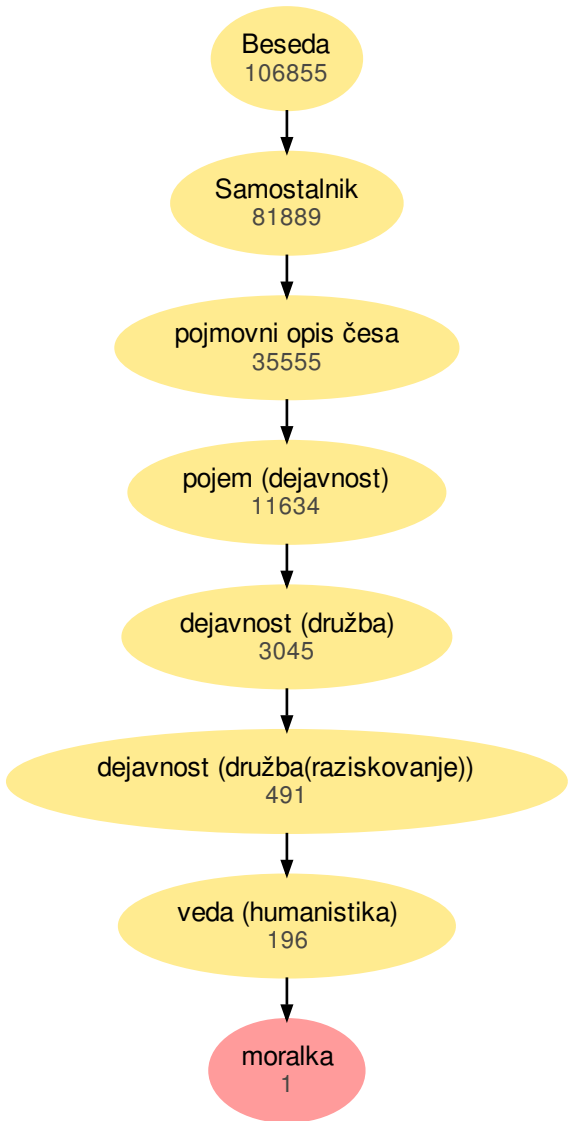 Beseda
106855
Samostalnik
81889
pojmovni opis česa
35555
pojem (dejavnost)
11634
dejavnost (družba)
3045
dejavnost (družba(raziskovanje))
491
veda (humanistika)
196
moralka
1